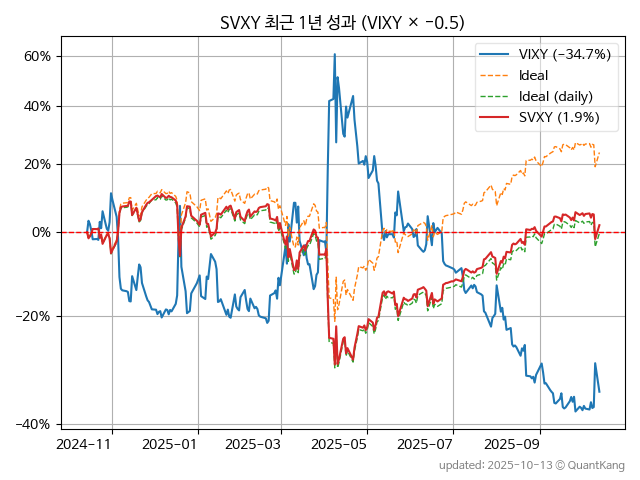 SVXY 최근 1년 성과 (VIXY × −0.5)
VIXY (−34.7%)
Ideal
Ideal (daily)
SVXY (1.9%)
60%
40%
20%
0%
−20%
−40%
2024-11 2025-01 2025-03 2025-05 2025-07 2025-09
updated: 2025-10-13 © QuantKang